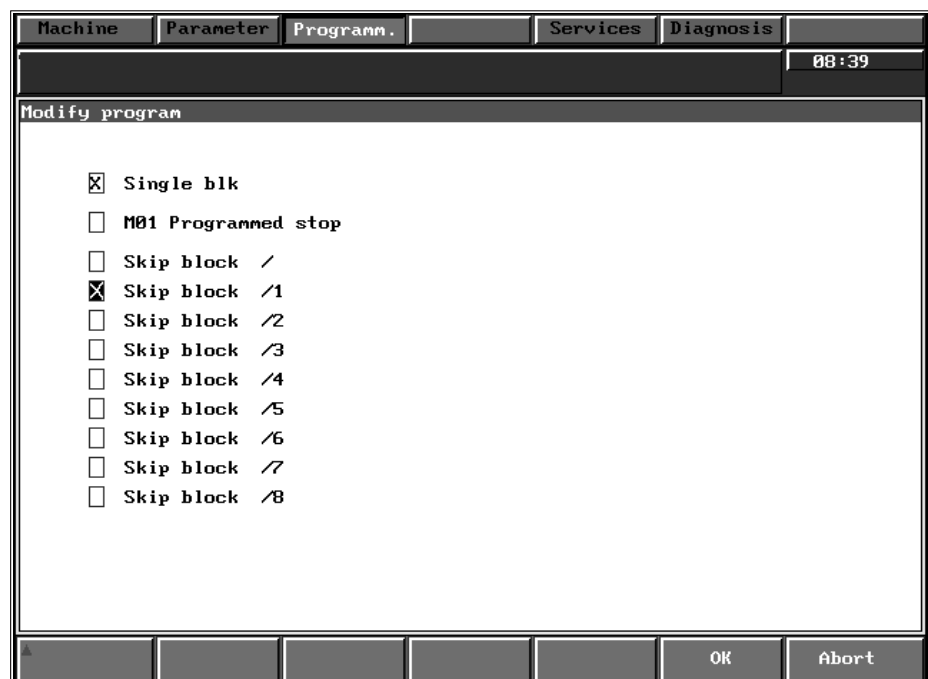 Machine Parameter Programm. Services Diagnosis
08:39
Modify program
X Single blk
M01 Programmed stop
Skip block /
X Skip block /1
Skip block /2
Skip block /3
Skip block /4
Skip block /5
Skip block /6
Skip block /7
Skip block /8
OK Abort